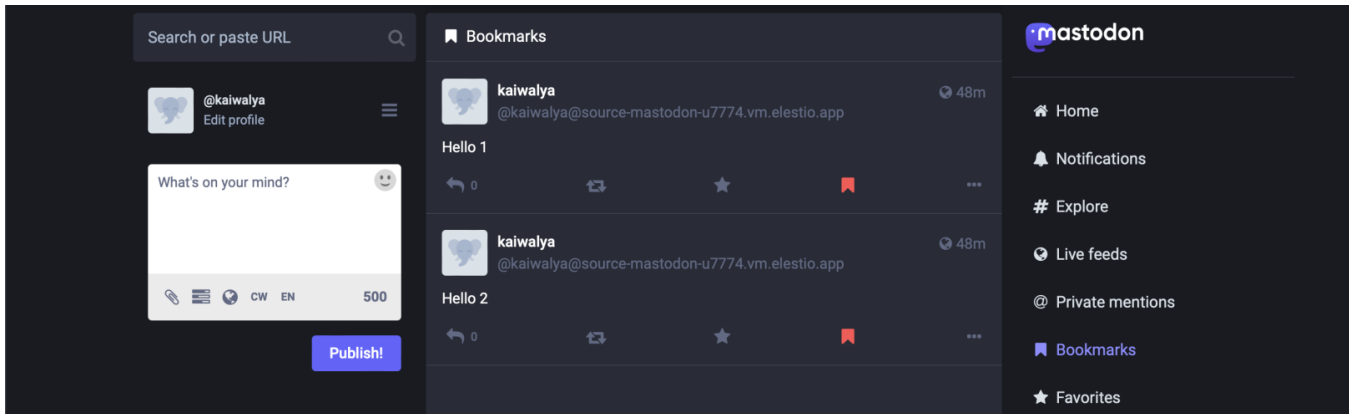 Search or paste URL
@kaiwalya
Edit profile
What's on your mind?
CW EN 500
Publish!
Bookmarks
kaiwalya 48m
@kaiwalya@source-mastodon-u7774.vm.elestio.app
Hello 1
0
kaiwalya 48m
@kaiwalya@source-mastodon-u7774.vm.elestio.app
Hello 2
0
mastodon
Home
Notifications
# Explore
Live feeds
@ Private mentions
Bookmarks
Favorites